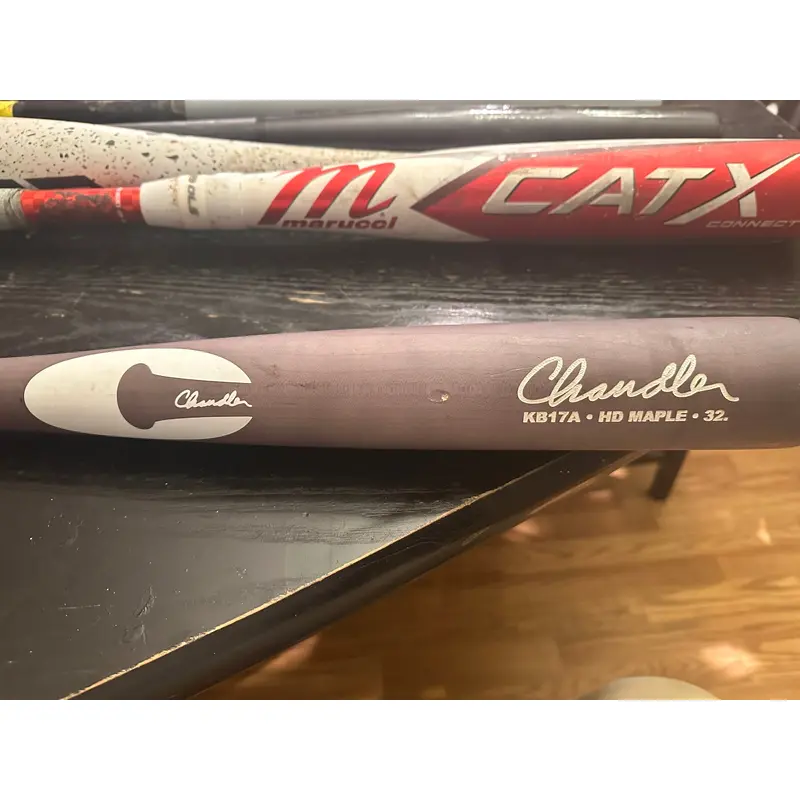 m
marucci
CATX
CONNECT
Chandler
Chandler
KB17A • HD MAPLE • 32.